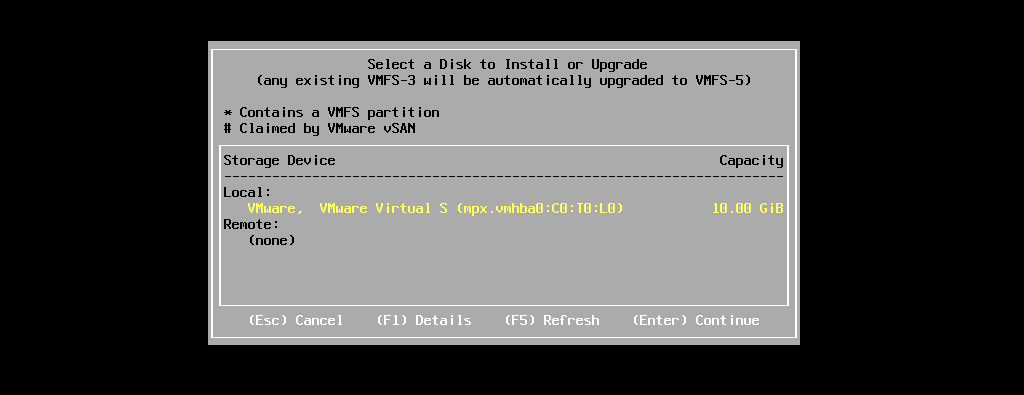 Select a Disk to Install or Upgrade
(any existing VMFS-3 will be automatically upgraded to VMFS-5)
* Contains a VMFS partition
# Claimed by VMware vSAN
Storage Device Capacity
----------------------------------------------------------------------
Local:
VMware,  VMware Virtual S (mpx.vmhba0:C0:T0:L0) 10.00 GiB
Remote:
(none)
(Esc) Cancel (F1) Details (F5) Refresh (Enter) Continue